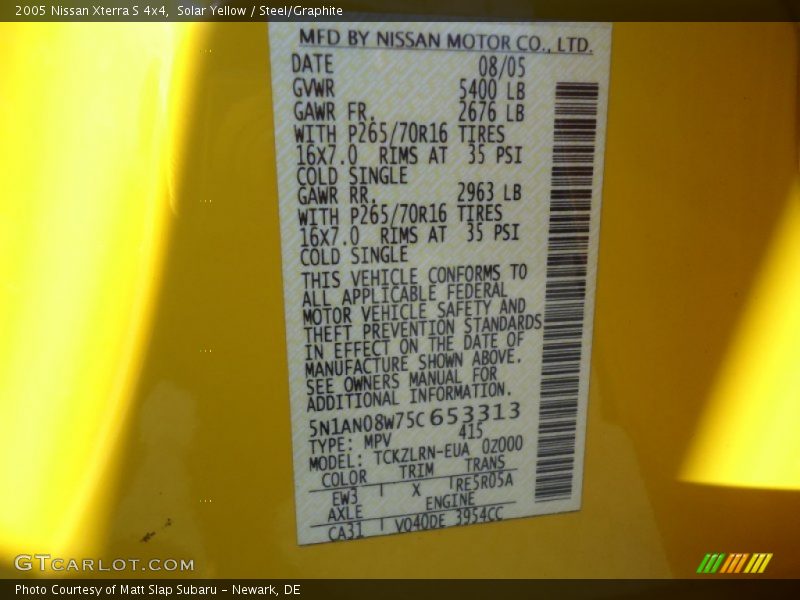 2005 Nissan Xterra S 4x4, Solar Yellow / Steel/Graphite
MFD BY NISSAN MOTOR CO., LTD.
DATE 08/05
GVWR 5400 LB
GAWR FR. 2676 LB
WITH P265/70R16 TIRES
16X7.0 RIMS AT 35 PSI
COLD SINGLE
GAWR RR. 2963 LB
WITH P265/70R16 TIRES
16X7.0 RIMS AT 35 PSI
COLD SINGLE
THIS VEHICLE CONFORMS TO
ALL APPLICABLE FEDERAL
MOTOR VEHICLE SAFETY AND
THEFT PREVENTION STANDARDS
IN EFFECT ON THE DATE OF
MANUFACTURE SHOWN ABOVE.
SEE OWNERS MANUAL FOR
ADDITIONAL INFORMATION.
5N1AN08W75C653313
TYPE: MPV 415
MODEL: TCKZLRN-EUA 0Z000
COLOR TRIM TRANS
EW3 X RE5R05A
AXLE ENGINE
CA31 VQ40DE 3954CC
GTCARLOT.COM
Photo Courtesy of Matt Slap Subaru - Newark, DE